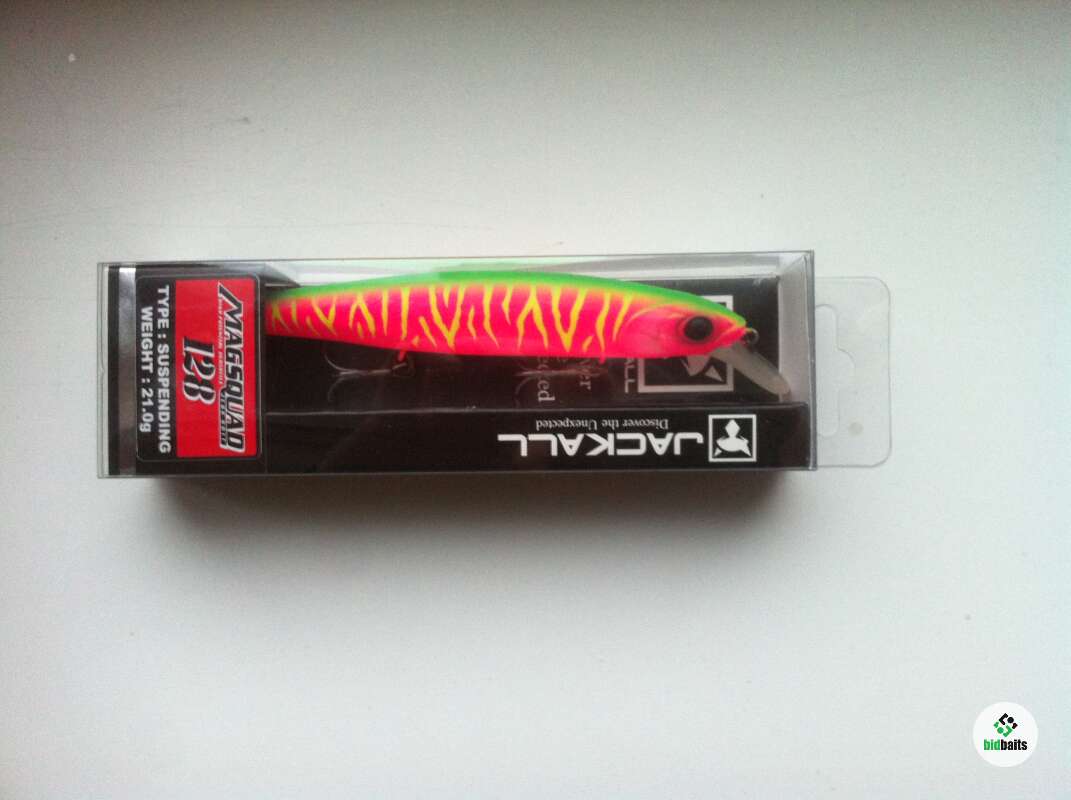 MAGSQUAD
128
TYPE : SUSPENDING
WEIGHT : 21.0g
JACKALL
Discover the Unexpected
bidbaits